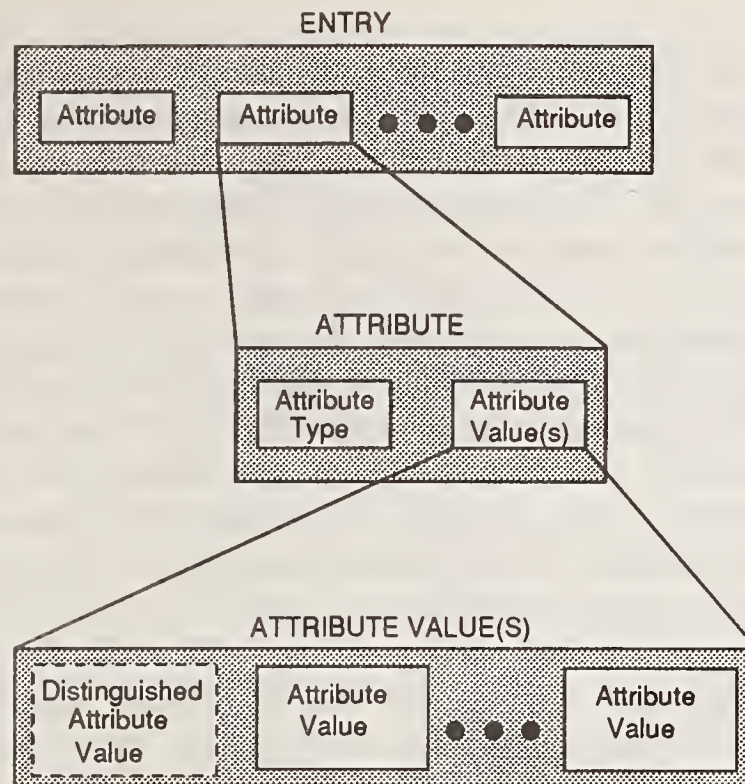 ENTRY
Attribute
Attribute
Attribute
ATTRIBUTE
Attribute
Type
Attribute
Value(s)
ATTRIBUTE VALUE(S)
Distinguished
Attribute
Value
Attribute
Value
Attribute
Value